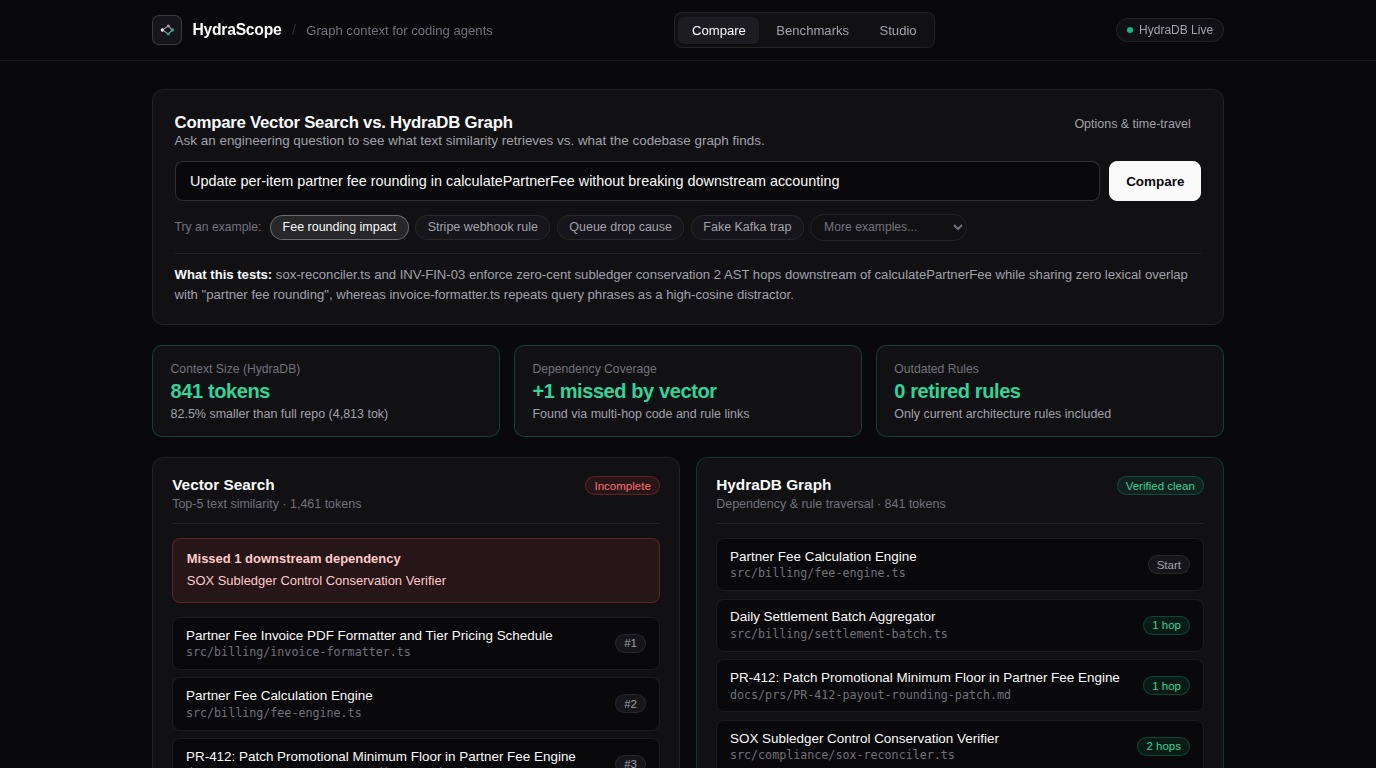 HydraScope / Graph context for coding agents
Compare Benchmarks Studio
HydraDB Live
Compare Vector Search vs. HydraDB Graph
Options & time-travel
Ask an engineering question to see what text similarity retrieves vs. what the codebase graph finds.
Update per-item partner fee rounding in calculatePartnerFee without breaking downstream accounting
Compare
Try an example: Fee rounding impact Stripe webhook rule Queue drop cause Fake Kafka trap More examples...
What this tests: sox-reconciler.ts and INV-FIN-03 enforce zero-cent subledger conservation 2 AST hops downstream of calculatePartnerFee while sharing zero lexical overlap
with "partner fee rounding", whereas invoice-formatter.ts repeats query phrases as a high-cosine distractor.
Context Size (HydraDB)
841 tokens
82.5% smaller than full repo (4,813 tok)
Dependency Coverage
+1 missed by vector
Found via multi-hop code and rule links
Outdated Rules
0 retired rules
Only current architecture rules included
Vector Search
Incomplete
Top-5 text similarity · 1,461 tokens
Missed 1 downstream dependency
SOX Subledger Control Conservation Verifier
Partner Fee Invoice PDF Formatter and Tier Pricing Schedule
src/billing/invoice-formatter.ts
#1
Partner Fee Calculation Engine
src/billing/fee-engine.ts
#2
PR-412: Patch Promotional Minimum Floor in Partner Fee Engine
#3
HydraDB Graph
Verified clean
Dependency & rule traversal · 841 tokens
Partner Fee Calculation Engine
src/billing/fee-engine.ts
Start
Daily Settlement Batch Aggregator
src/billing/settlement-batch.ts
1 hop
PR-412: Patch Promotional Minimum Floor in Partner Fee Engine
docs/prs/PR-412-payout-rounding-patch.md
1 hop
SOX Subledger Control Conservation Verifier
src/compliance/sox-reconciler.ts
2 hops